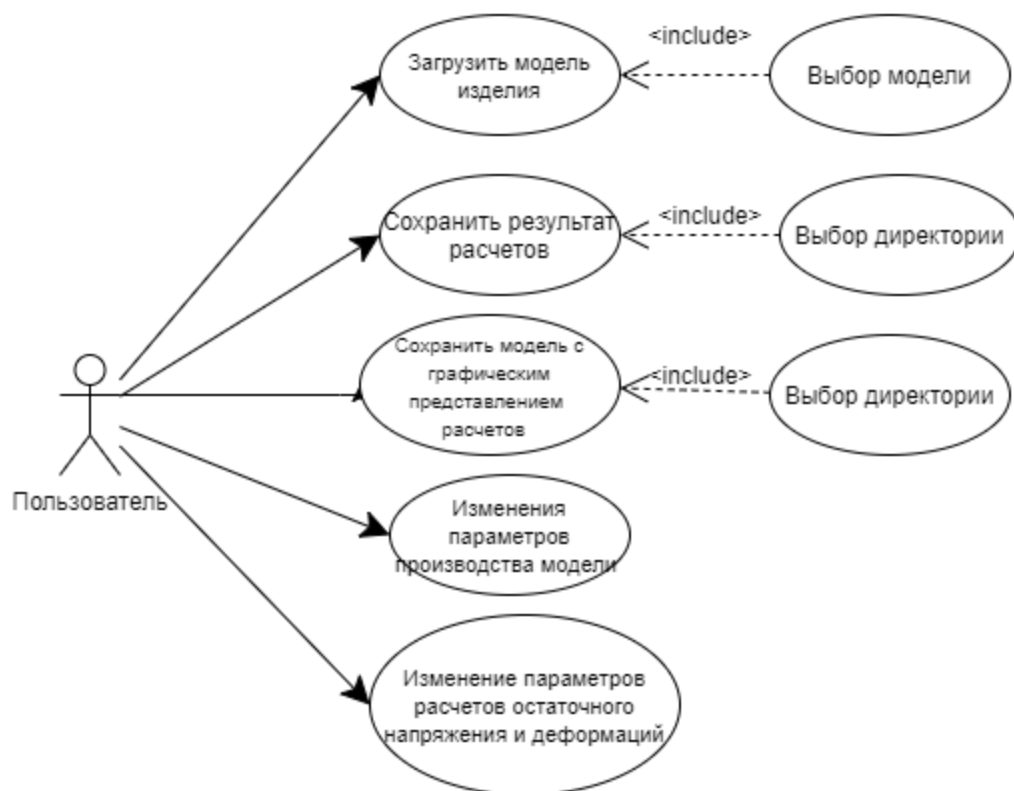 Загрузить модель
изделия
<include>
Выбор модели
Сохранить результат
расчетов
<include>
Выбор директории
Сохранить модель с
графическим
представлением
расчетов
<include>
Выбор директории
Пользователь
Изменения
параметров
производства модели
Изменение параметров
расчетов остаточного
напряжения и деформаций